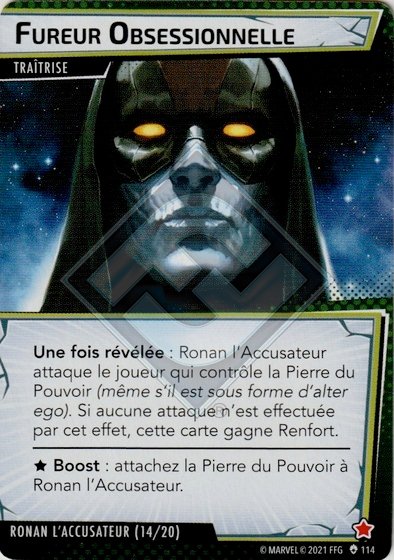 Fureur Obsessionnelle
TRAÎTRISE
Une fois révélée : Ronan l'Accusateur
attaque le joueur qui contrôle la Pierre du
Pouvoir (même s'il est sous forme d'alter
ego). Si aucune attaque n'est effectuée
par cet effet, cette carte gagne Renfort.
★ Boost : attachez la Pierre du Pouvoir à
Ronan l'Accusateur.
RONAN L'ACCUSATEUR (14/20)
© MARVEL © 2021 FFG 114